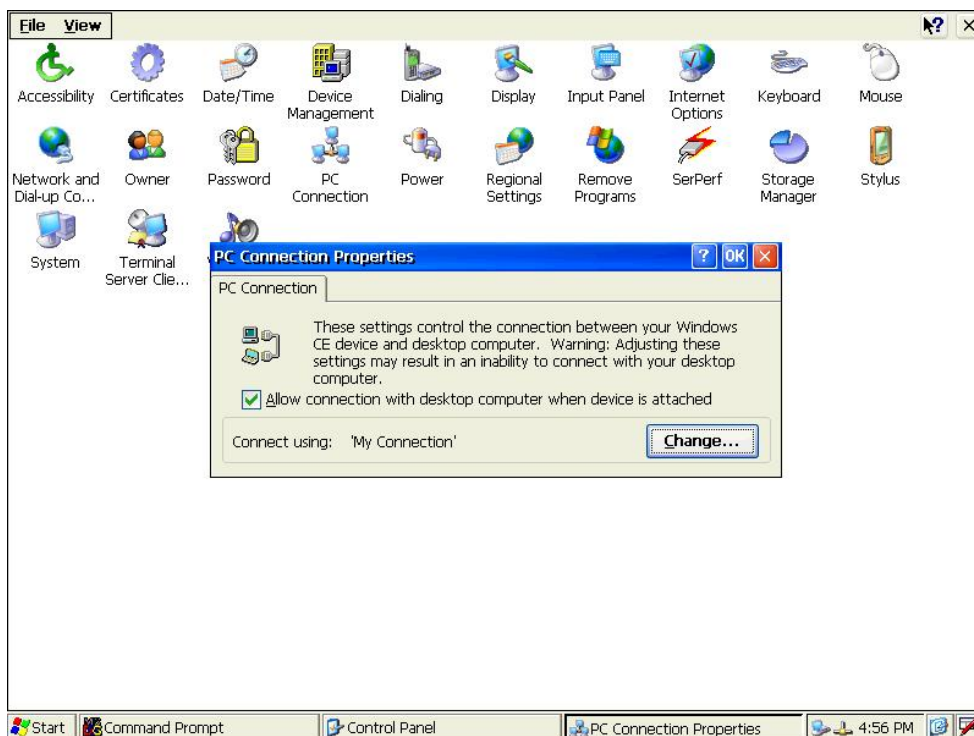 File View
Accessibility Certificates Date/Time Device Management Dialing Display Input Panel Internet Options Keyboard Mouse
Network and Dial-up Co... Owner Password PC Connection Power Regional Settings Remove Programs SerPerf Storage Manager Stylus
System Terminal Server Clie...
PC Connection Properties ? OK
PC Connection
These settings control the connection between your Windows
CE device and desktop computer. Warning: Adjusting these
settings may result in an inability to connect with your desktop
computer.
Allow connection with desktop computer when device is attached
Connect using: 'My Connection' Change...
Start Command Prompt Control Panel PC Connection Properties 4:56 PM